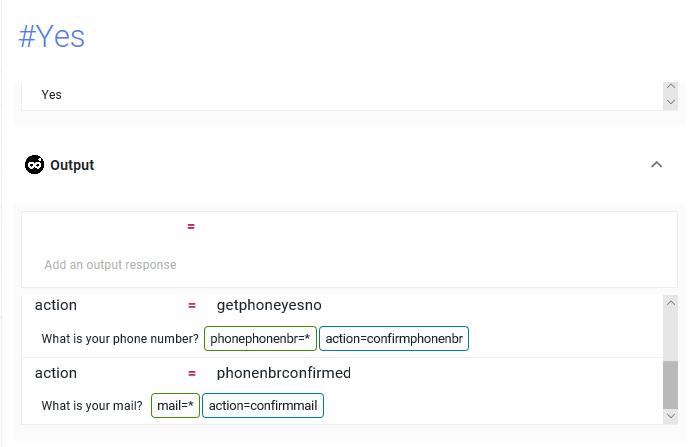 #Yes
Yes
Output
=
Add an output response
action = getphoneyesno
What is your phone number? phonephonenbr=* action=confirmphonenbr
action = phonenbrconfirmed
What is your mail? mail=* action=confirmmail